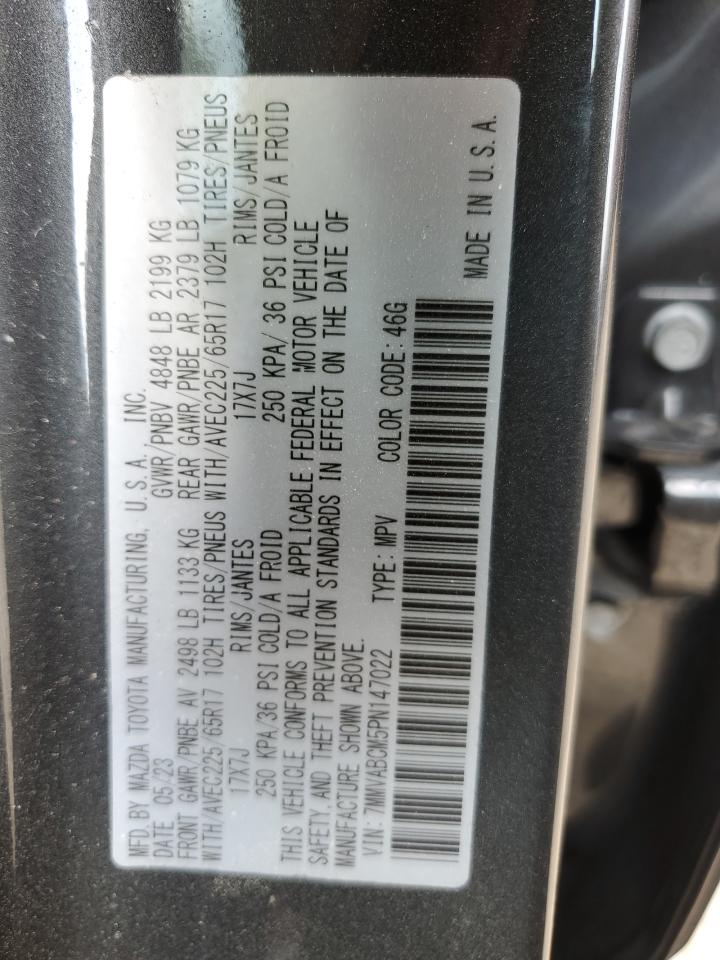 MFD. BY MAZDA TOYOTA MANUFACTURING, U.S.A. INC.
DATE 05/23 GVWR/PNBV 4848 LB 2199 KG
FRONT GAWR/PNBE AV 2498 LB 1133 KG REAR GAWR/PNBE AR 2379 LB 1079 KG
WITH/AVEC225/65R17 102H TIRES/PNEUS WITH/AVEC225/65R17 102H TIRES/PNEUS
17X7J RIMS/JANTES 17X7J RIMS/JANTES
250 KPA/36 PSI COLD/A FROID 250 KPA/ 36 PSI COLD/A FROID
THIS VEHICLE CONFORMS TO ALL APPLICABLE FEDERAL MOTOR VEHICLE
SAFETY, AND THEFT PREVENTION STANDARDS IN EFFECT ON THE DATE OF
MANUFACTURE SHOWN ABOVE.
VIN: 7MMVABCM5PN147022 TYPE: MPV COLOR CODE: 46G
MADE IN U.S.A.